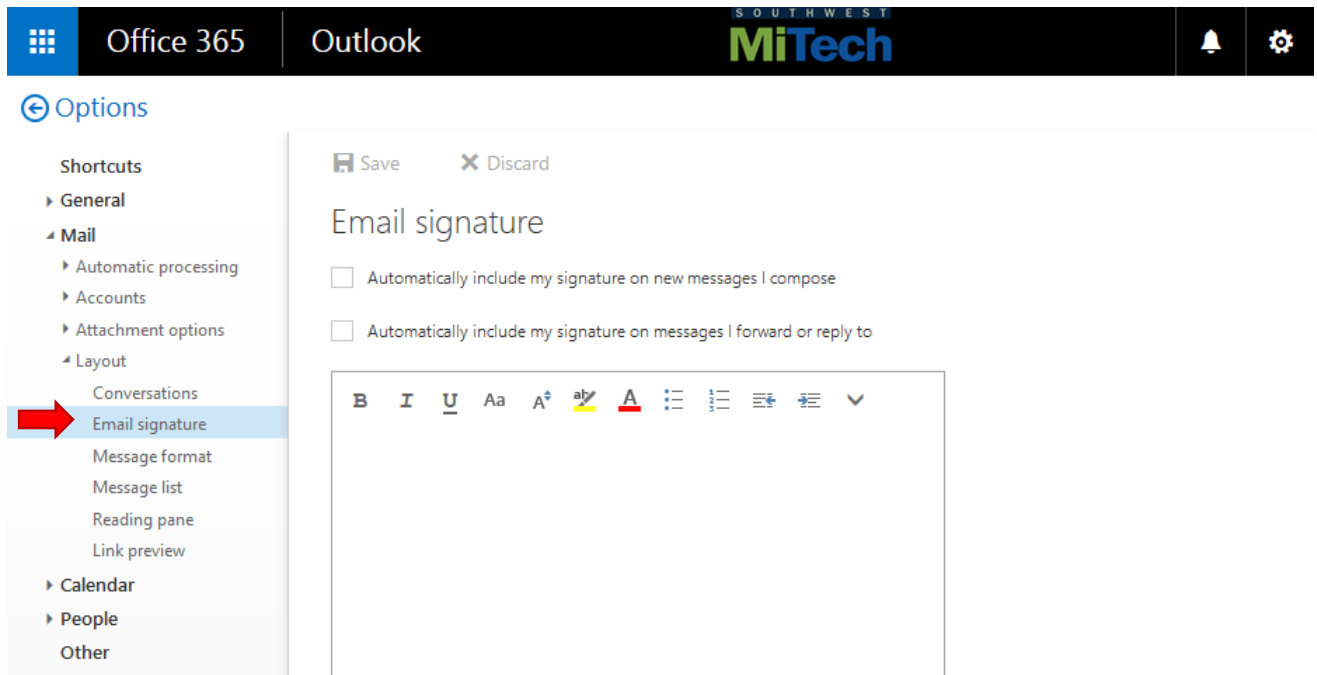 Office 365
Outlook
SOUTHWEST
MiTech
Options
Shortcuts
General
Mail
Automatic processing
Accounts
Attachment options
Layout
Conversations
Email signature
Message format
Message list
Reading pane
Link preview
Calendar
People
Other
Save Discard
Email signature
Automatically include my signature on new messages I compose
Automatically include my signature on messages I forward or reply to
B I U Aa A ab A